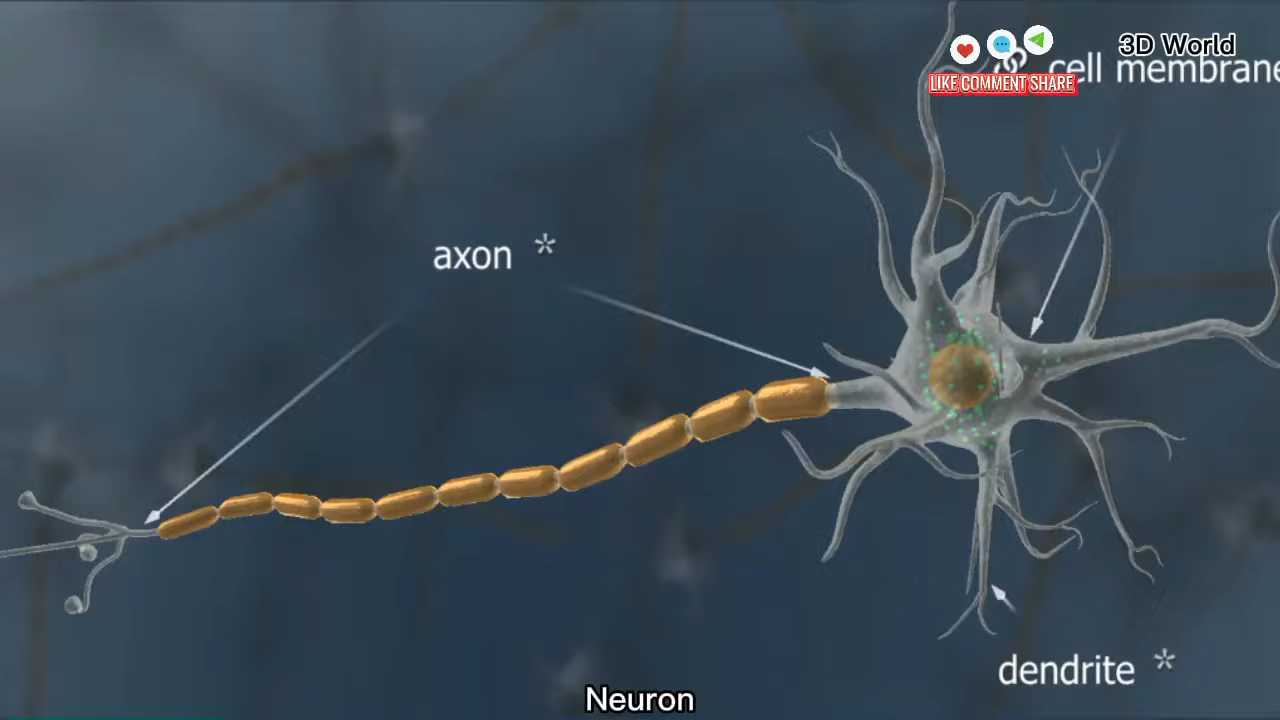 3D World
cell membrane
LIKE COMMENT SHARE
axon *
dendrite *
Neuron